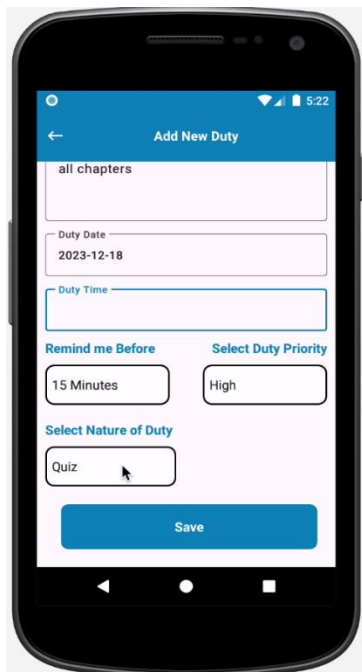 5:22
Add New Duty
all chapters
Duty Date
2023-12-18
Duty Time
Remind me Before Select Duty Priority
15 Minutes High
Select Nature of Duty
Quiz
Save